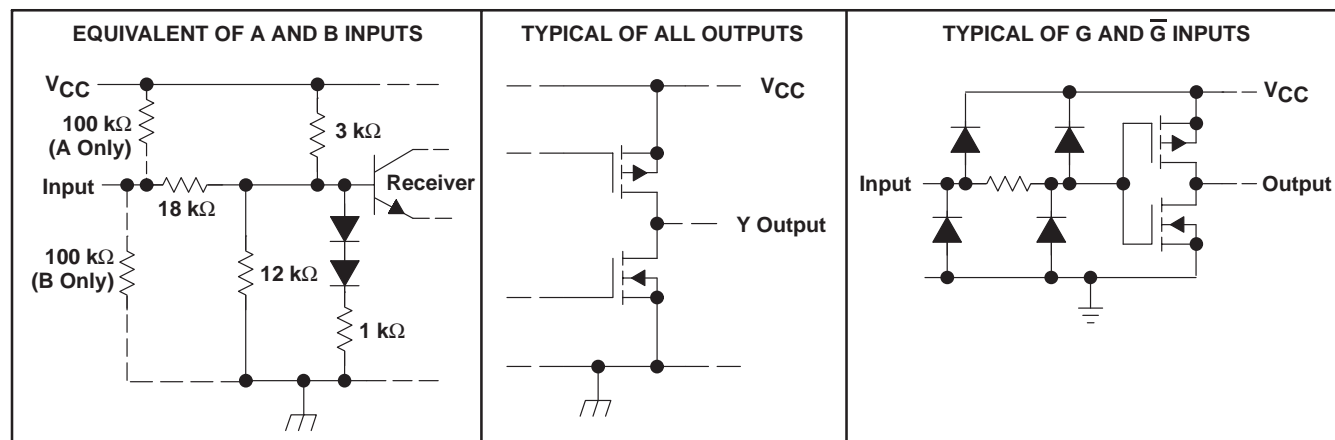 EQUIVALENT OF A AND B INPUTS
VCC
100 kΩ
(A Only)
3 kΩ
Input
18 kΩ
Receiver
100 kΩ
(B Only)
12 kΩ
1 kΩ
TYPICAL OF ALL OUTPUTS
VCC
Y Output
TYPICAL OF G AND G̅ INPUTS
VCC
Input
Output